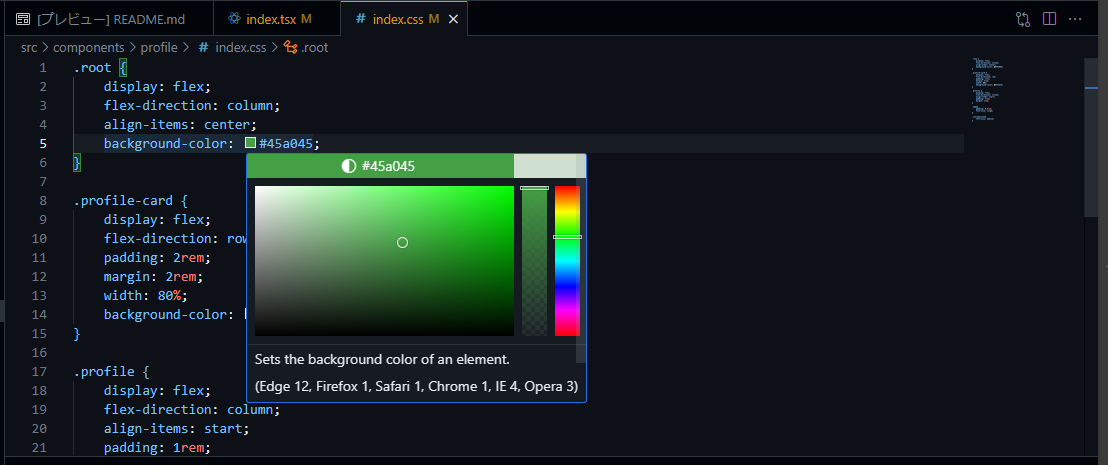 [プレビュー] README.md
index.tsx M
# index.css M
src > components > profile > # index.css > .root
1 .root {
2 display: flex;
3 flex-direction: column;
4 align-items: center;
5 background-color: #45a045;
#45a045
6 }
7
8 .profile-card {
9 display: flex;
10 flex-direction: row
11 padding: 2rem;
12 margin: 2rem;
13 width: 80%;
14 background-color:
15 }
Sets the background color of an element.
(Edge 12, Firefox 1, Safari 1, Chrome 1, IE 4, Opera 3)
16
17 .profile {
18 display: flex;
19 flex-direction: column;
20 align-items: start;
21 padding: 1rem;